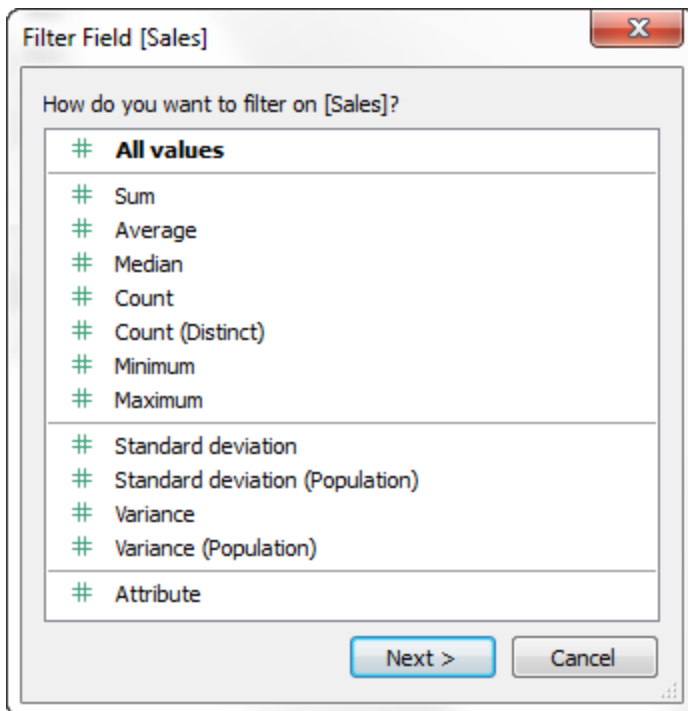 Filter Field [Sales]
How do you want to filter on [Sales]?
# All values
# Sum
# Average
# Median
# Count
# Count (Distinct)
# Minimum
# Maximum
# Standard deviation
# Standard deviation (Population)
# Variance
# Variance (Population)
# Attribute
Next > Cancel